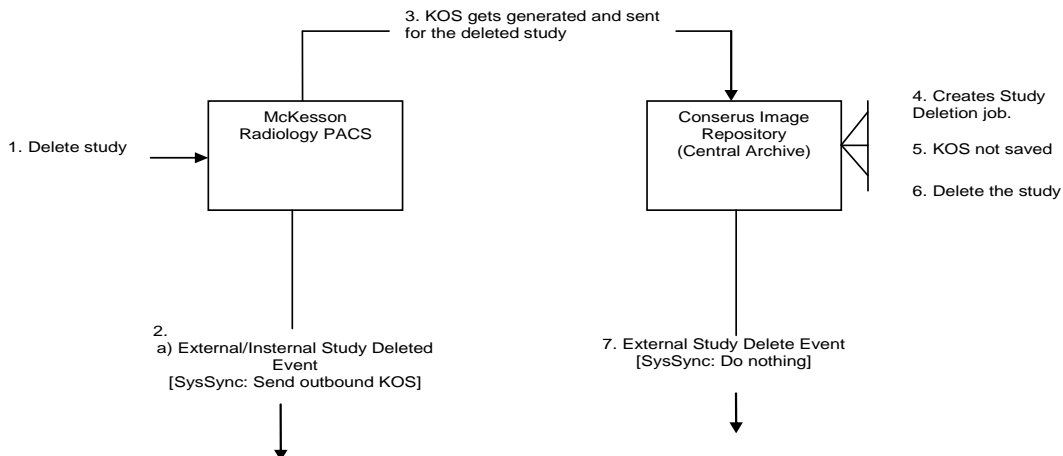 3. KOS gets generated and sent
for the deleted study
McKesson
Radiology PACS
1. Delete study
Conserus Image
Repository
(Central Archive)
4. Creates Study
Deletion job.
5. KOS not saved
6. Delete the study
2.
a) External/Insternal Study Deleted
Event
[SysSync: Send outbound KOS]
7. External Study Delete Event
[SysSync: Do nothing]